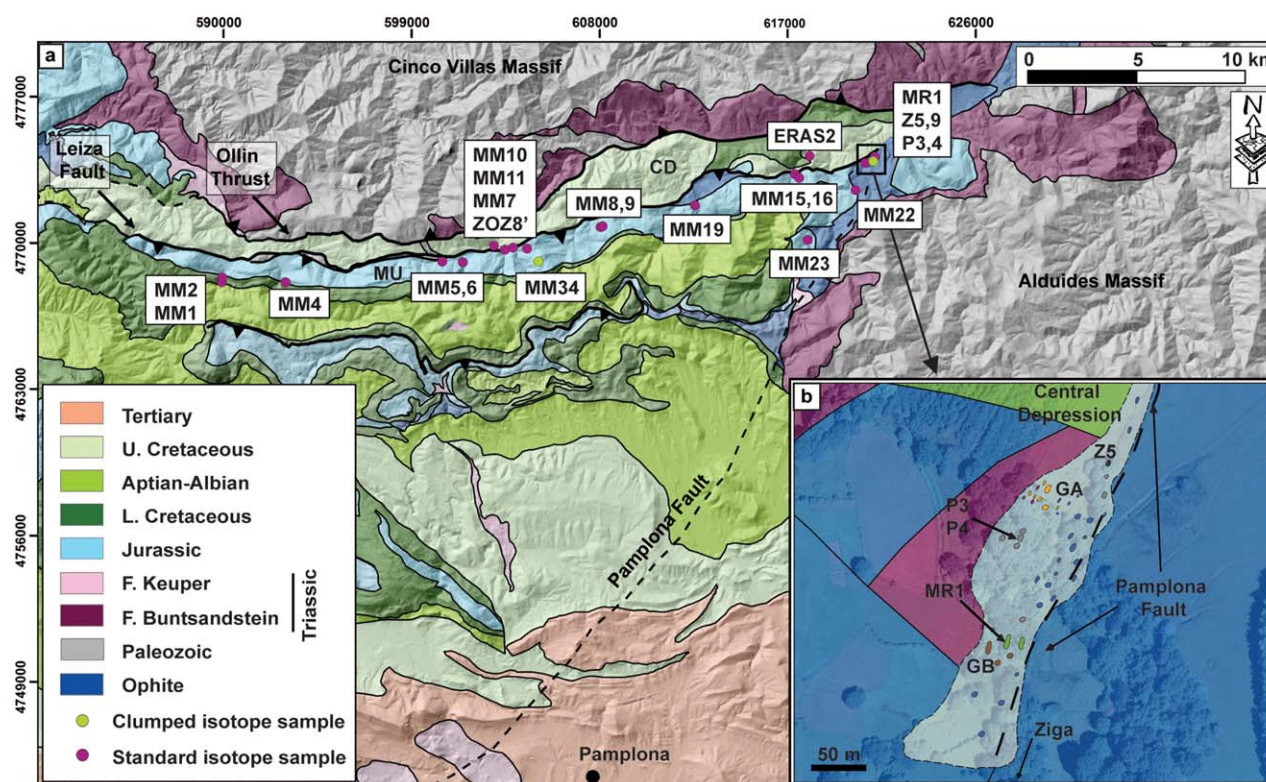 590000
599000
608000
617000
626000
a
Cinco Villas Massif
0
5
10 km
N
4777000
4770000
4763000
4756000
4749000
Leiza
Fault
Ollin
Thrust
MM10
MM11
MM7
ZOZ8’
CD
MM8,9
ERAS2
MR1
Z5,9
P3,4
MM19
MM15,16
MM22
MM23
MU
MM2
MM1
MM4
MM5,6
MM34
Alduides Massif
Pamplona Fault
Pamplona
Tertiary
U. Cretaceous
Aptian-Albian
L. Cretaceous
Jurassic
F. Keuper
F. Buntsandstein
Triassic
Paleozoic
Ophite
Clumped isotope sample
Standard isotope sample
b
Central
Depression
Z5
GA
P3
P4
MR1
Pamplona
Fault
GB
Ziga
50 m